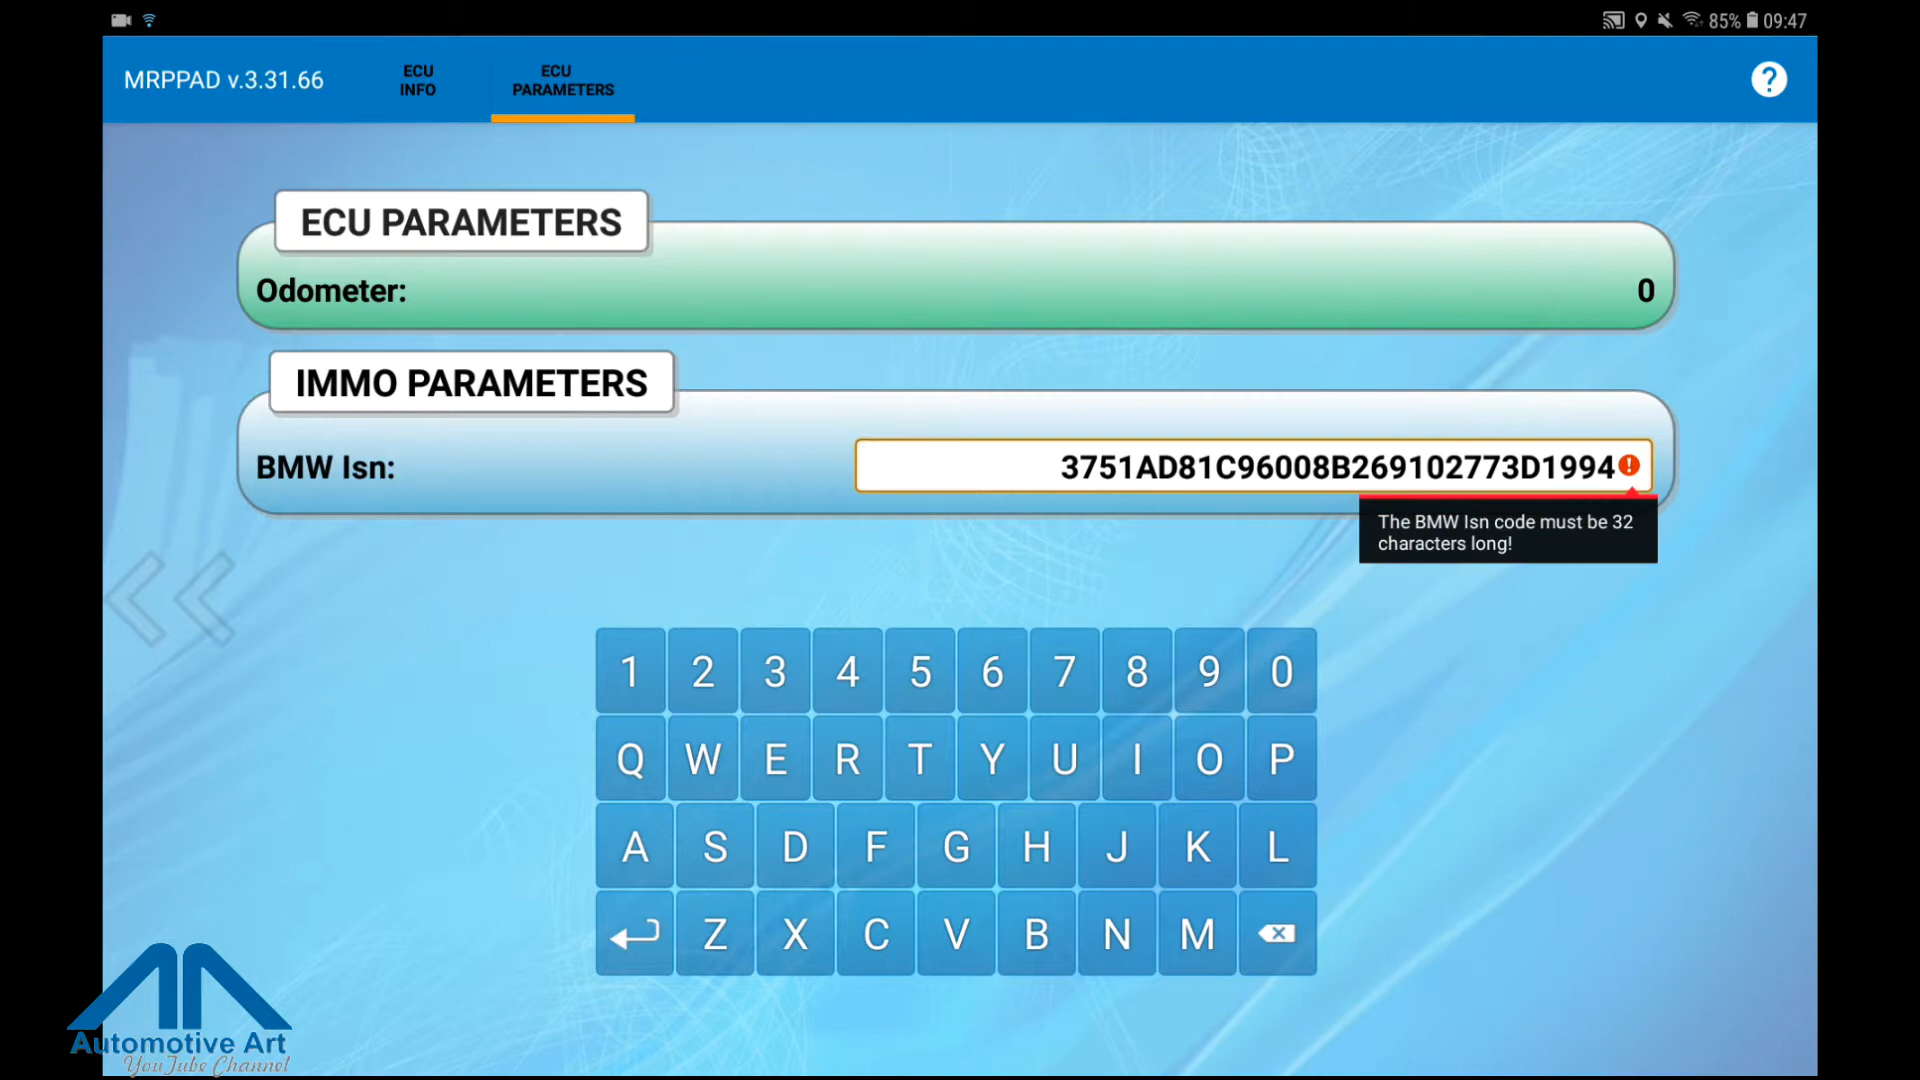 85% 09:47
MRPPAD v.3.31.66
ECU
INFO
ECU
PARAMETERS
?
ECU PARAMETERS
Odometer:
0
IMMO PARAMETERS
BMW Isn:
3751AD81C96008B269102773D1994
!
The BMW Isn code must be 32
characters long!
1 2 3 4 5 6 7 8 9 0
Q W E R T Y U I O P
A S D F G H J K L
Z X C V B N M
Automotive Art
YouTube Channel